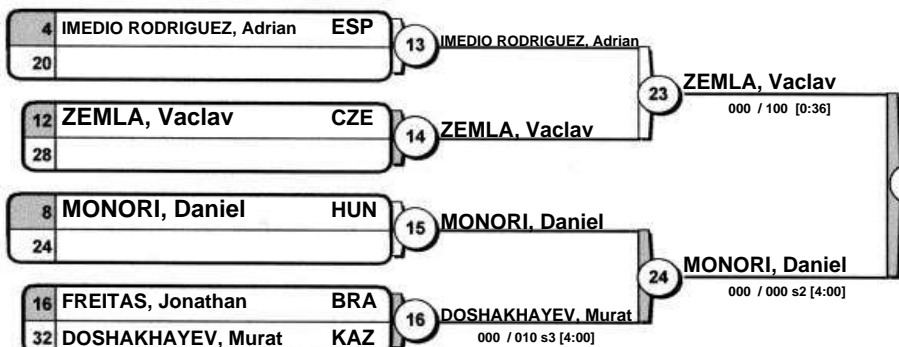 4 IMEDIO RODRIGUEZ, Adrian ESP
20
13 IMEDIO RODRIGUEZ, Adrian
12 ZEMLA, Vaclav CZE
28
14 ZEMLA, Vaclav
23 ZEMLA, Vaclav
000 / 100 [0:36]
8 MONORI, Daniel HUN
24
15 MONORI, Daniel
16 FREITAS, Jonathan BRA
32 DOSHAKHAYEV, Murat KAZ
16 DOSHAKHAYEV, Murat
000 / 010 s3 [4:00]
24 MONORI, Daniel
000 / 000 s2 [4:00]